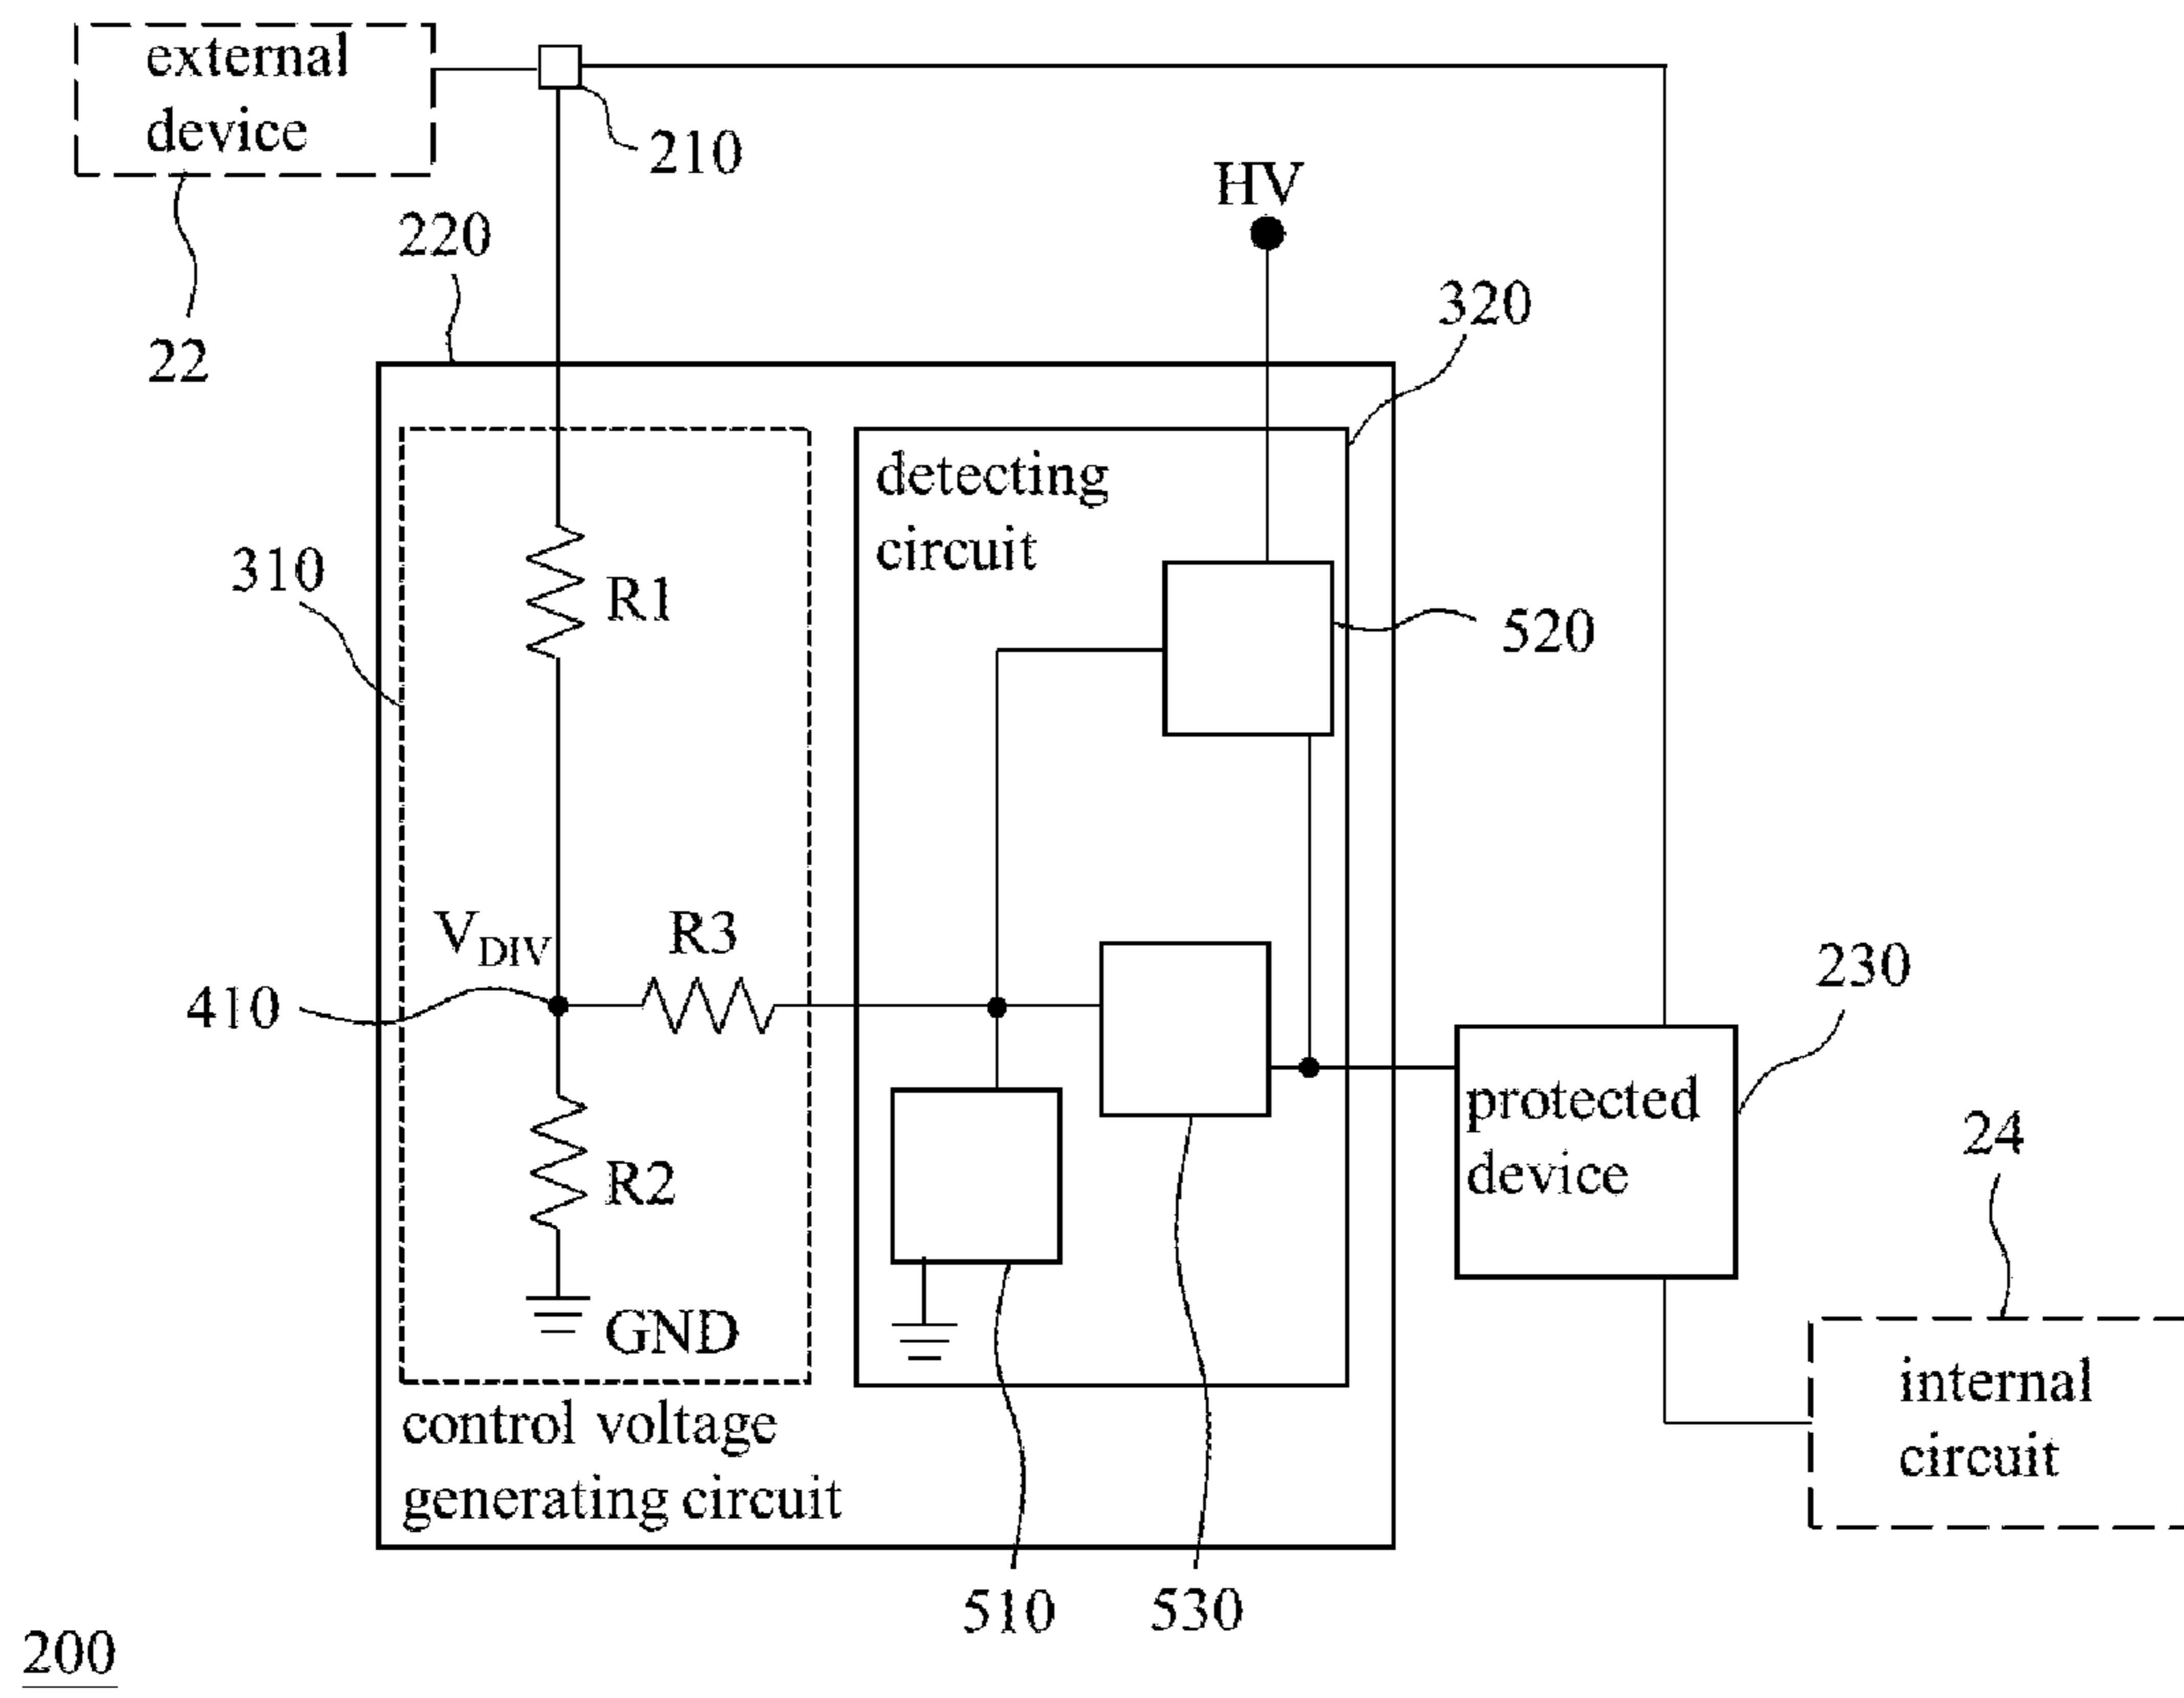 external
device
210
HV
220
320
22
detecting
circuit
310
R1
520
VDIV
R3
410
230
protected
device
24
R2
GND
internal
circuit
control voltage
generating circuit
510
530
200